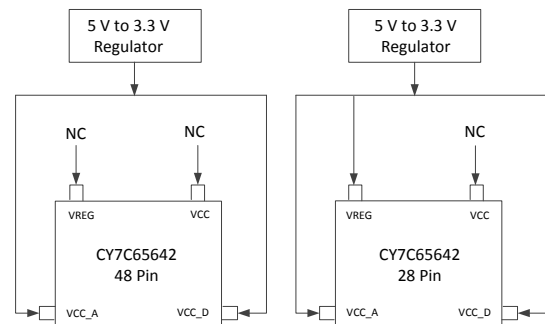 5 V to 3.3 V
Regulator
NC
NC
VREG
VCC
CY7C65642
48 Pin
VCC_A
VCC_D
5 V to 3.3 V
Regulator
NC
VREG
VCC
CY7C65642
28 Pin
VCC_A
VCC_D